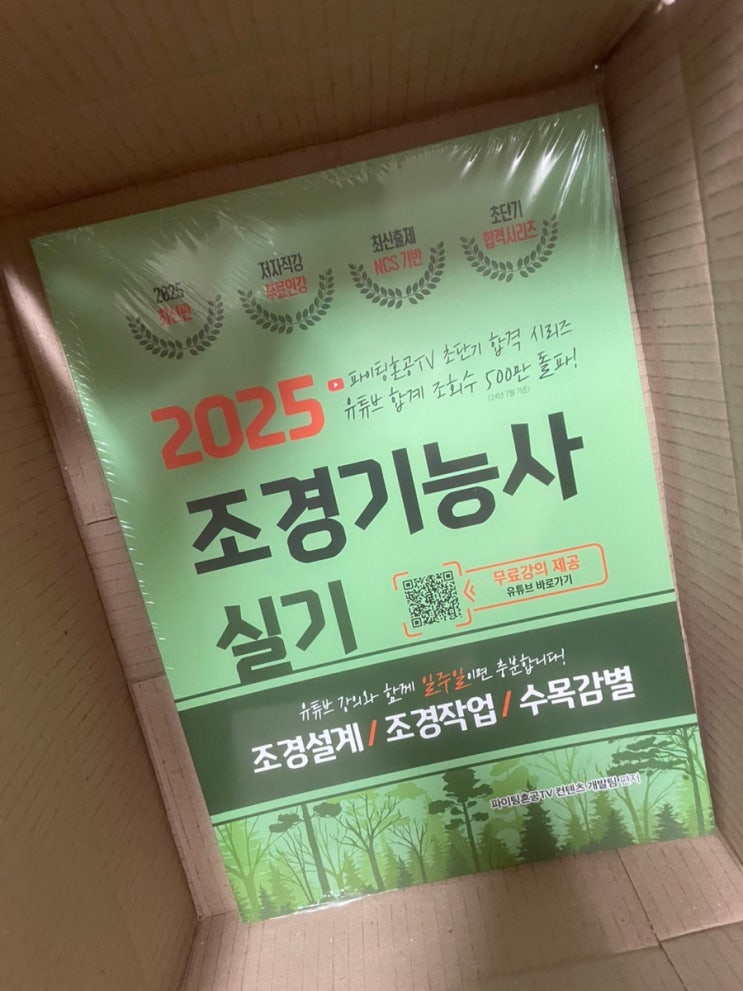 2025
최신판
저자직강
무료인강
최신출제
NCS 기반
초단기
합격시리즈
파이팅혼공TV 초단기 합격 시리즈
유튜브 합계 조회수 500만 돌파!
(24년 7월 기준)
2025
조경기능사
실기
무료강의 제공
유튜브 바로가기
유튜브 강의와 함께 일주일이면 충분합니다!
조경설계 / 조경작업 / 수목감별
파이팅혼공TV 컨텐츠 개발팀 편저